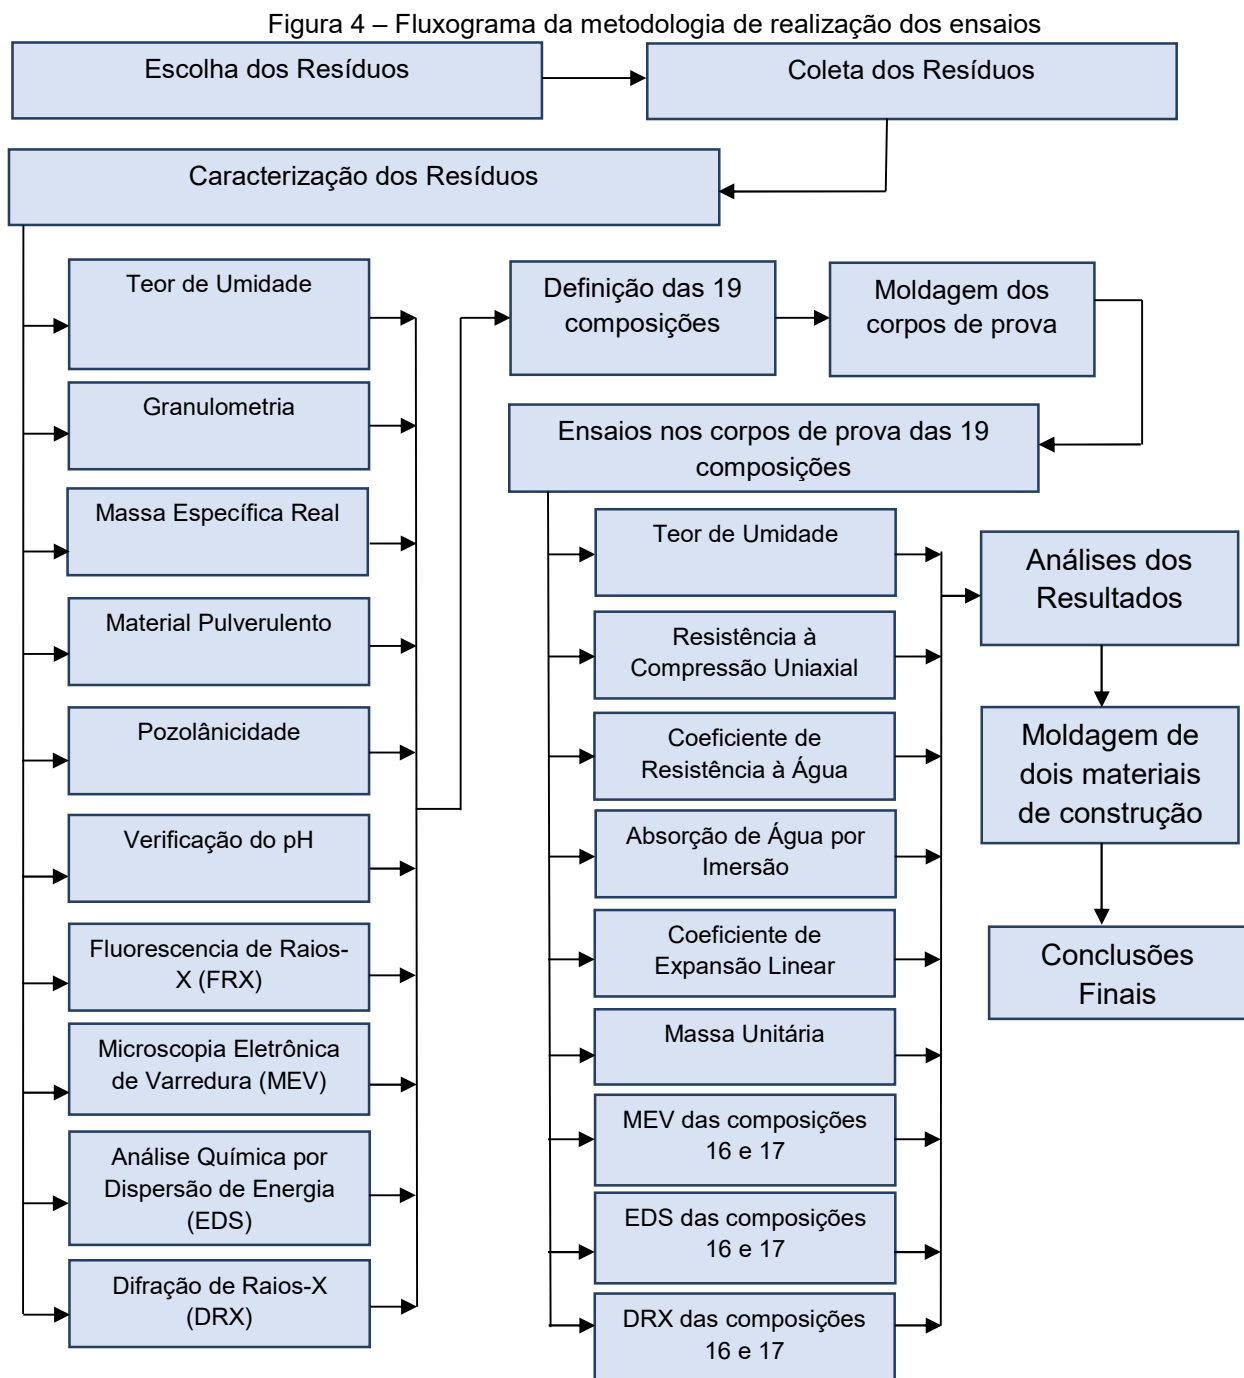 Figura 4 – Fluxograma da metodologia de realização dos ensaios
Escolha dos Resíduos
Coleta dos Resíduos
Caracterização dos Resíduos
Teor de Umidade
Granulometria
Massa Específica Real
Material Pulverulento
Pozolânicidade
Verificação do pH
Fluorescencia de Raios-
X (FRX)
Microscopia Eletrônica
de Varredura (MEV)
Análise Química por
Dispersão de Energia
(EDS)
Difração de Raios-X
(DRX)
Definição das 19
composições
Moldagem dos
corpos de prova
Ensaios nos corpos de prova das 19
composições
Teor de Umidade
Resistência à
Compressão Uniaxial
Coeficiente de
Resistência à Água
Absorção de Água por
Imersão
Coeficiente de
Expansão Linear
Massa Unitária
MEV das composições
16 e 17
EDS das composições
16 e 17
DRX das composições
16 e 17
Análises dos
Resultados
Moldagem de
dois materiais
de construção
Conclusões
Finais